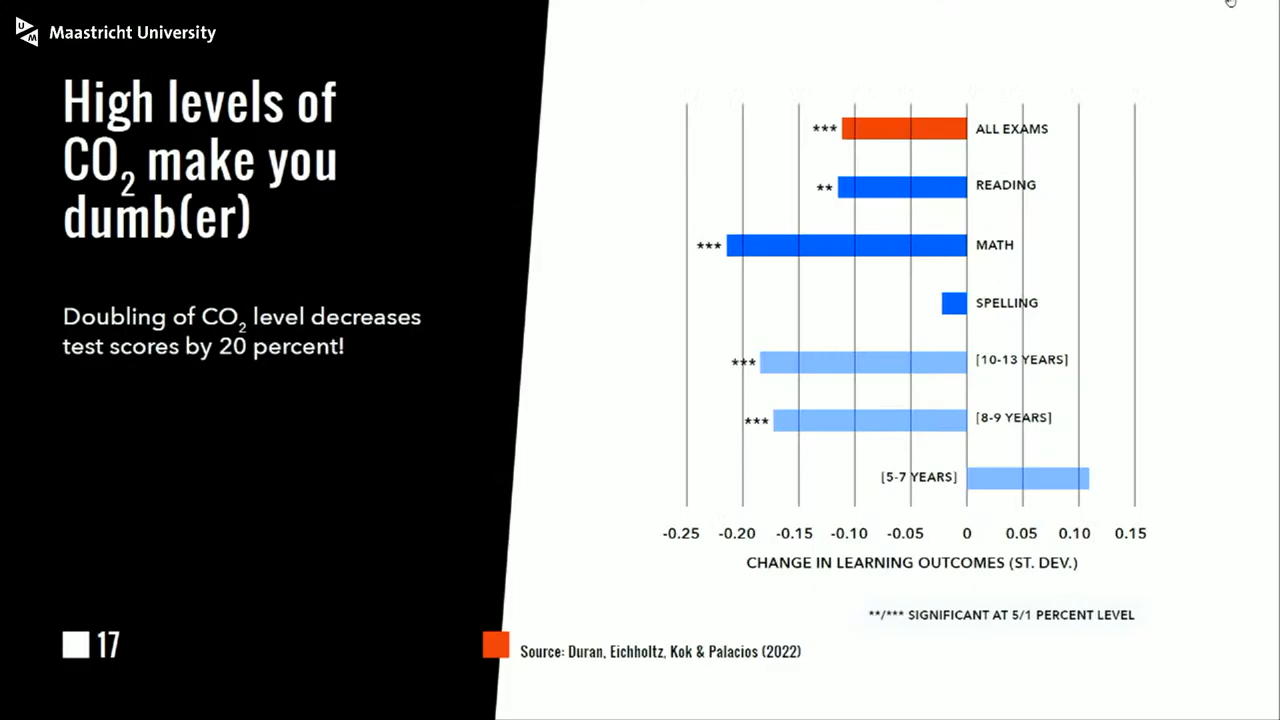 UM Maastricht University
High levels of
CO₂ make you
dumb(er)
Doubling of CO₂ level decreases
test scores by 20 percent!
17
*** ALL EXAMS
** READING
*** MATH
SPELLING
*** [10-13 YEARS]
*** [8-9 YEARS]
[5-7 YEARS]
-0.25 -0.20 -0.15 -0.10 -0.05 0 0.05 0.10 0.15
CHANGE IN LEARNING OUTCOMES (ST. DEV.)
**/*** SIGNIFICANT AT 5/1 PERCENT LEVEL
Source: Duran, Eichholtz, Kok & Palacios (2022)